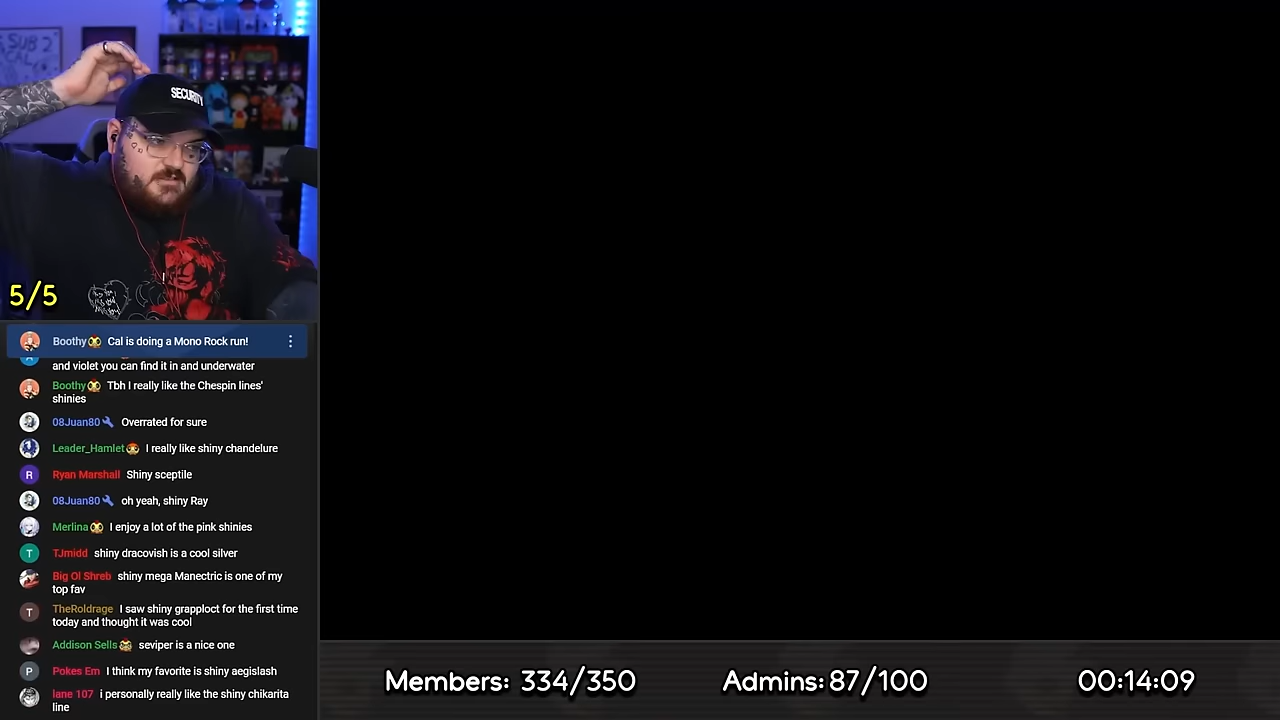 SUB 2
CAL
SECURITY
5/5
Boothy Cal is doing a Mono Rock run!
and violet you can find it in and underwater
Boothy Tbh I really like the Chespin lines'
shinies
08Juan80 Overrated for sure
Leader_Hamlet I really like shiny chandelure
R Ryan Marshall Shiny sceptile
08Juan80 oh yeah, shiny Ray
Merlina I enjoy a lot of the pink shinies
T TJmidd shiny dracovish is a cool silver
Big Ol Shreb shiny mega Manectric is one of my
top fav
T TheRoldrage I saw shiny grapploct for the first time
today and thought it was cool
Addison Sells seviper is a nice one
P Pokes Em I think my favorite is shiny aegislash
lane 107 i personally really like the shiny chikarita
line
Members: 334/350
Admins: 87/100
00:14:09